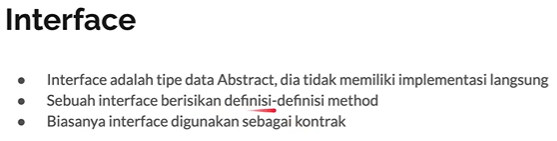 Interface
● Interface adalah tipe data Abstract, dia tidak memiliki implementasi langsung
● Sebuah interface berisikan definisi-definisi method
● Biasanya interface digunakan sebagai kontrak